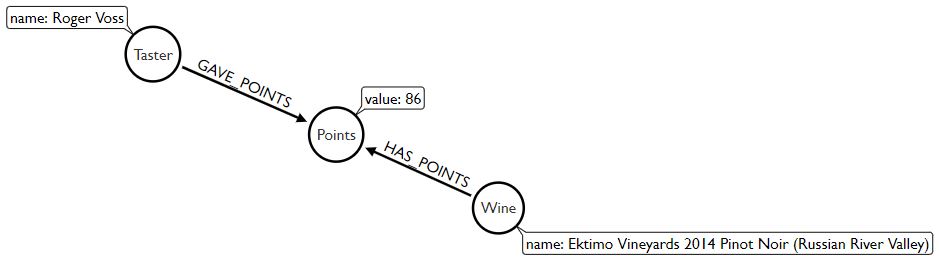 name: Roger Voss
Taster
GAVE_POINTS
value: 86
Points
HAS_POINTS
Wine
name: Ektimo Vineyards 2014 Pinot Noir (Russian River Valley)